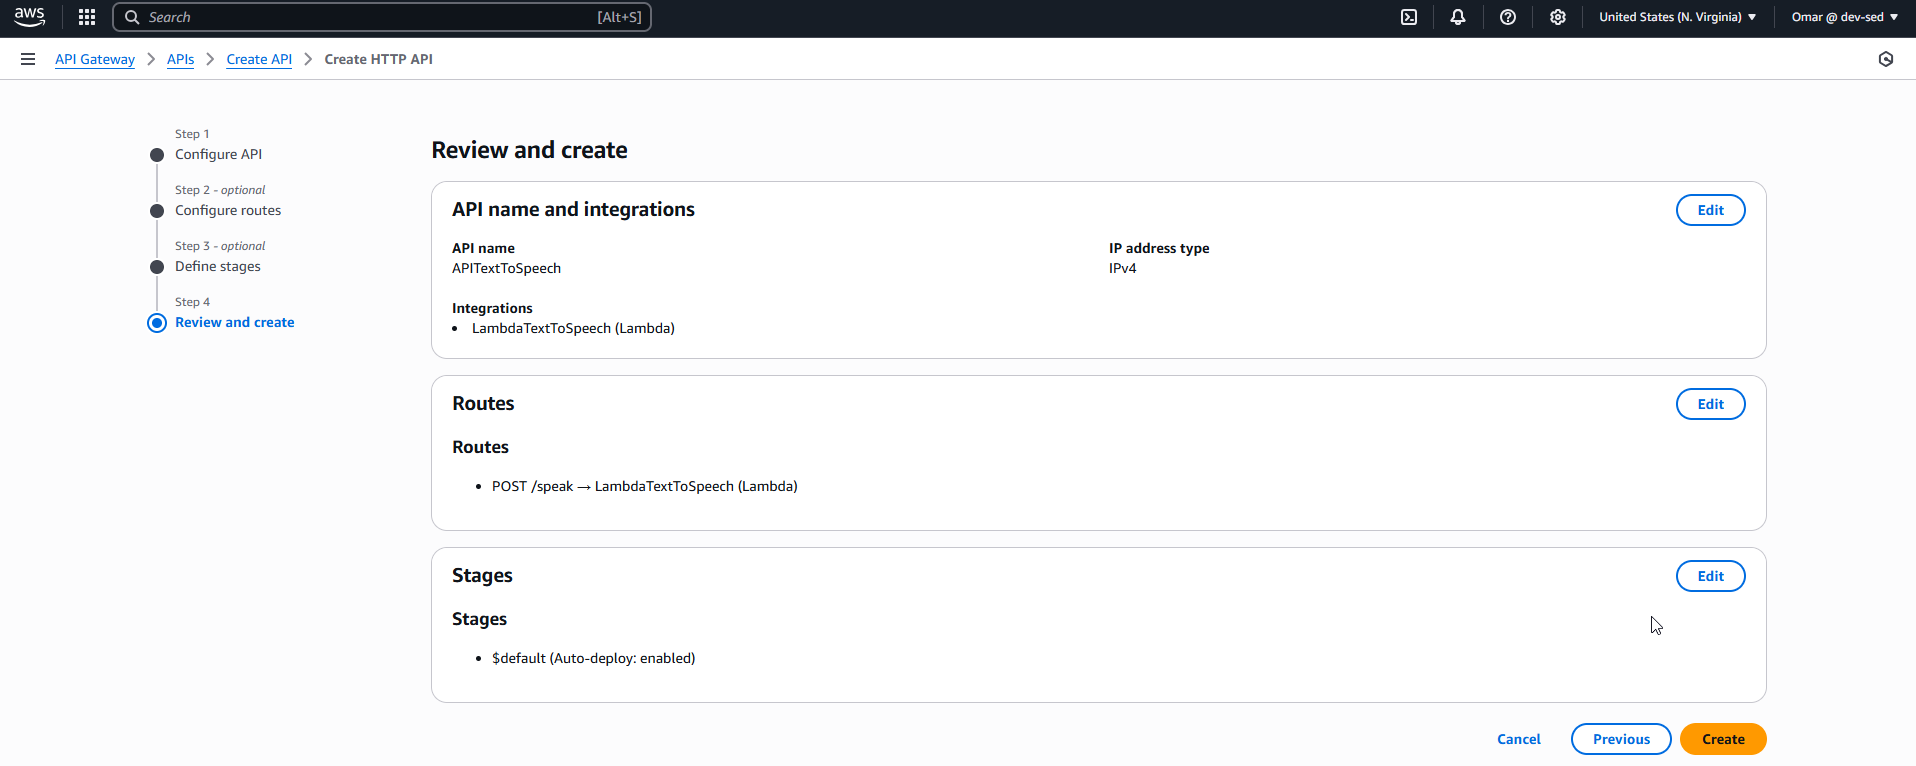 aws
Search [Alt+S]
United States (N. Virginia)
Omar @ dev-sed
API Gateway > APIs > Create API > Create HTTP API
Step 1
Configure API
Step 2 - optional
Configure routes
Step 3 - optional
Define stages
Step 4
Review and create
Review and create
API name and integrations
Edit
API name
APITextToSpeech
IP address type
IPv4
Integrations
• LambdaTextToSpeech (Lambda)
Routes
Edit
Routes
• POST /speak → LambdaTextToSpeech (Lambda)
Stages
Edit
Stages
• $default (Auto-deploy: enabled)
Cancel
Previous
Create